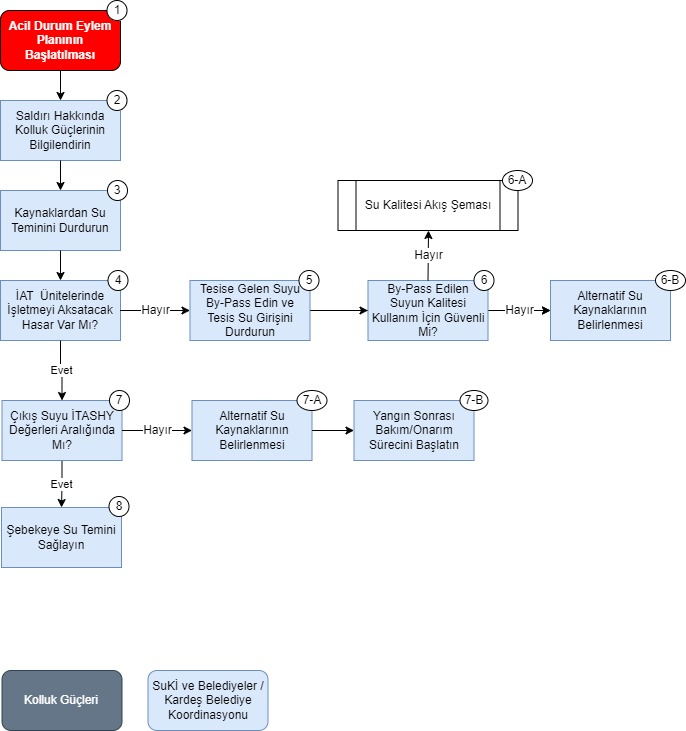 1
Acil Durum Eylem
Planının
Başlatılması
2
Saldırı Hakkında
Kolluk Güçlerinin
Bilgilendirin
3
Kaynaklardan Su
Teminini Durdurun
6-A
Su Kalitesi Akış Şeması
Hayır
4
İAT Ünitelerinde
İşletmeyi Aksatacak
Hasar Var Mı?
Hayır
5
Tesise Gelen Suyu
By-Pass Edin ve
Tesis Su Girişini
Durdurun
6
By-Pass Edilen
Suyun Kalitesi
Kullanım İçin Güvenli
Mi?
Hayır
6-B
Alternatif Su
Kaynaklarının
Belirlenmesi
Evet
7
Çıkış Suyu İTASHY
Değerleri Aralığında
Mı?
Hayır
7-A
Alternatif Su
Kaynaklarının
Belirlenmesi
7-B
Yangın Sonrası
Bakım/Onarım
Sürecini Başlatın
Evet
8
Şebekeye Su Temini
Sağlayın
Kolluk Güçleri
SuKİ ve Belediyeler /
Kardeş Belediye
Koordinasyonu